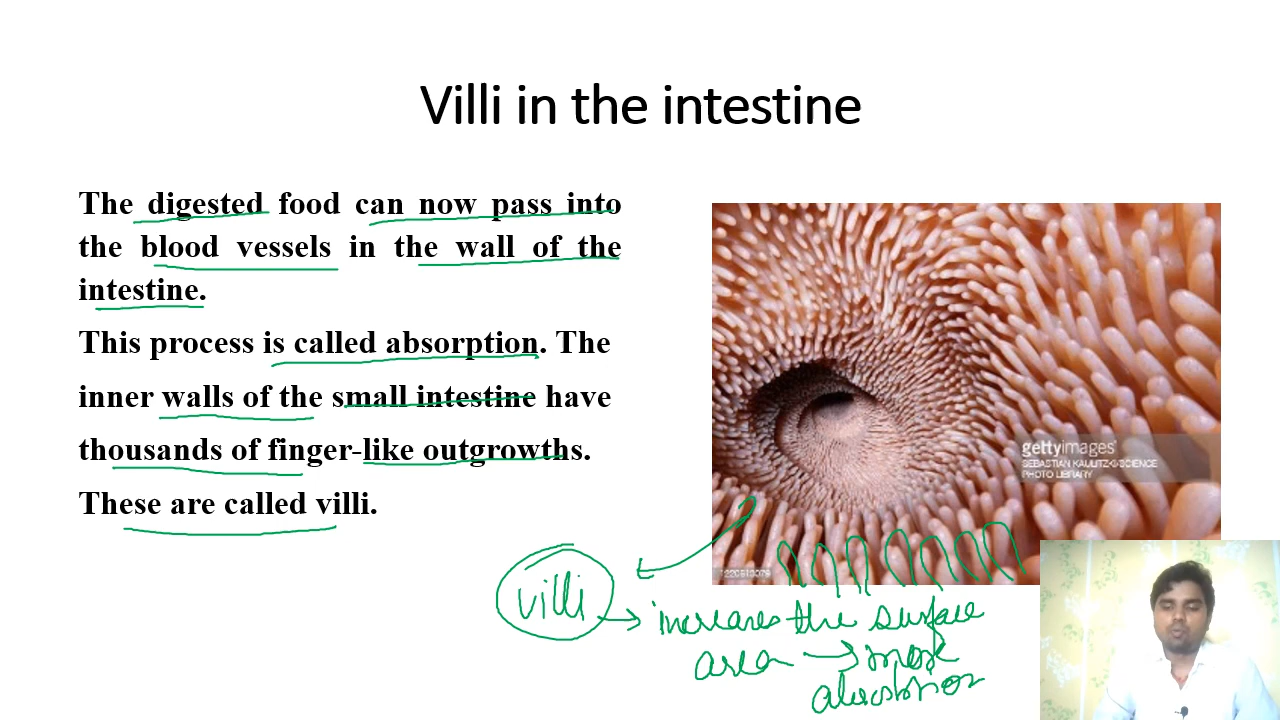 Villi in the intestine
The digested food can now pass into
the blood vessels in the wall of the
intestine.
This process is called absorption. The
inner walls of the small intestine have
thousands of finger-like outgrowths.
These are called villi.
gettyimages
SEBASTIAN KAULITZKI/SCIENCE
PHOTO LIBRARY
villi
increases the surface
area → more
absorption